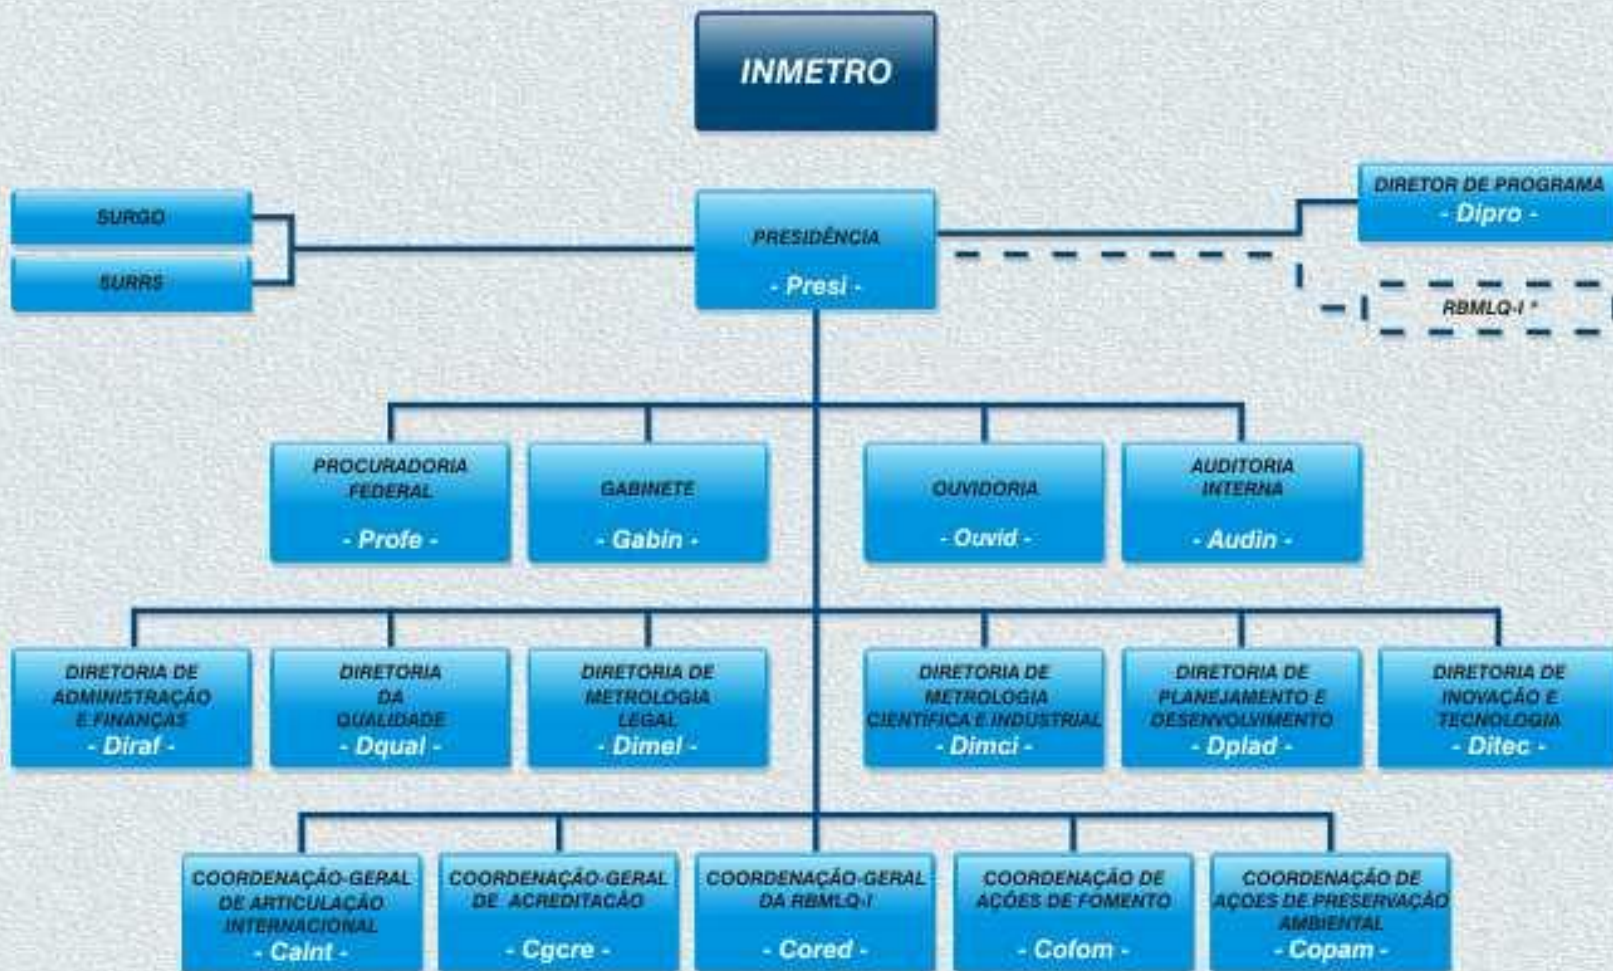 INMETRO
SURGO
SURRS
PRESIDÊNCIA
- Presi -
DIRETOR DE PROGRAMA
- Dipro -
RBMLQ-I *
PROCURADORIA
FEDERAL
- Profe -
GABINETE
- Gabin -
OUVIDORIA
- Ouvid -
AUDITORIA
INTERNA
- Audin -
DIRETORIA DE
ADMINISTRAÇÃO
E FINANÇAS
- Diraf -
DIRETORIA
DA
QUALIDADE
- Dqual -
DIRETORIA DE
METROLOGIA
LEGAL
- Dimel -
DIRETORIA DE
METROLOGIA
CIENTIFICA E INDUSTRIAL
- Dimci -
DIRETORIA DE
PLANEJAMENTO E
DESENVOLVIMENTO
- Dplad -
DIRETORIA DE
INOVAÇÃO E
TECNOLOGIA
- Ditec -
COORDENAÇÃO-GERAL
DE ARTICULAÇÃO
INTERNACIONAL
- Caint -
COORDENAÇÃO-GERAL
DE ACREDITACÃO
- Cgcre -
COORDENAÇÃO-GERAL
DA RBMLQ-I
- Cored -
COORDENAÇÃO DE
AÇÕES DE FOMENTO
- Cofom -
COORDENAÇÃO DE
AÇOES DE PRESERVAÇÃO
AMBIENTAL
- Copam -